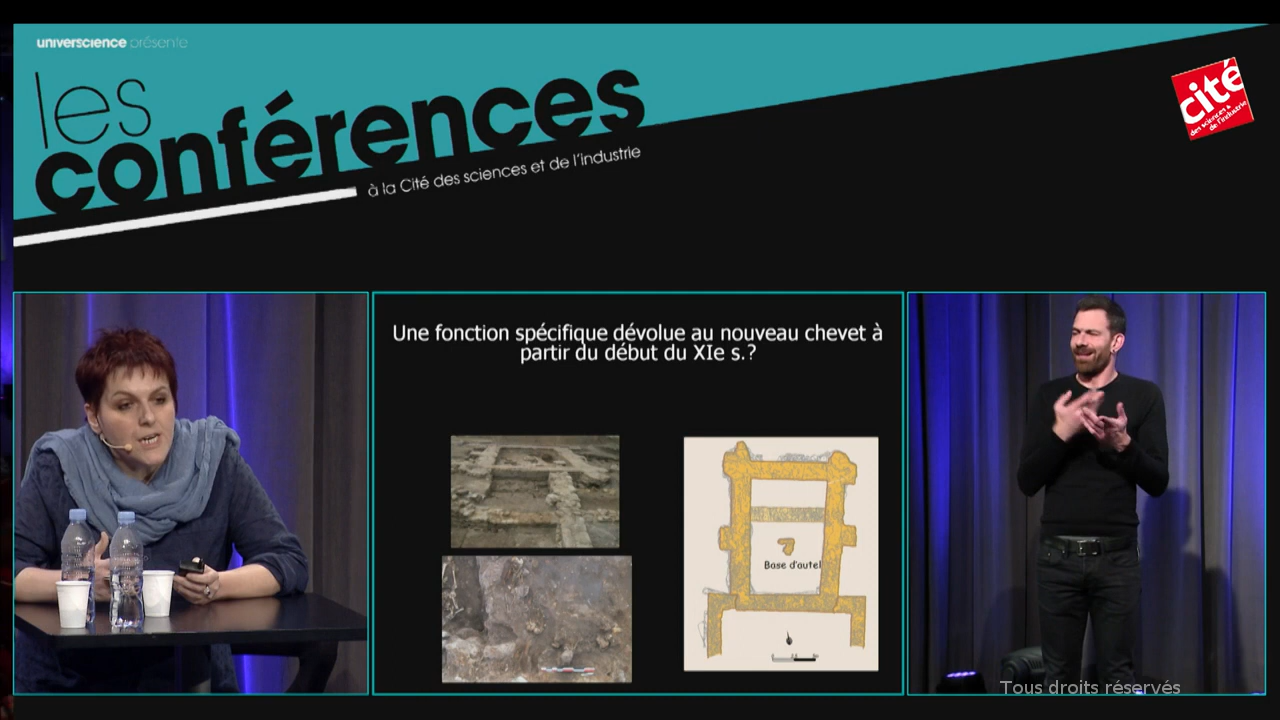 universcience présente
les
conférences
à la Cité des sciences et de l'industrie
cité
des sciences &
de l'industrie
Une fonction spécifique dévolue au nouveau chevet à
partir du début du XIe s.?
Base d'autel
Tous droits réservés